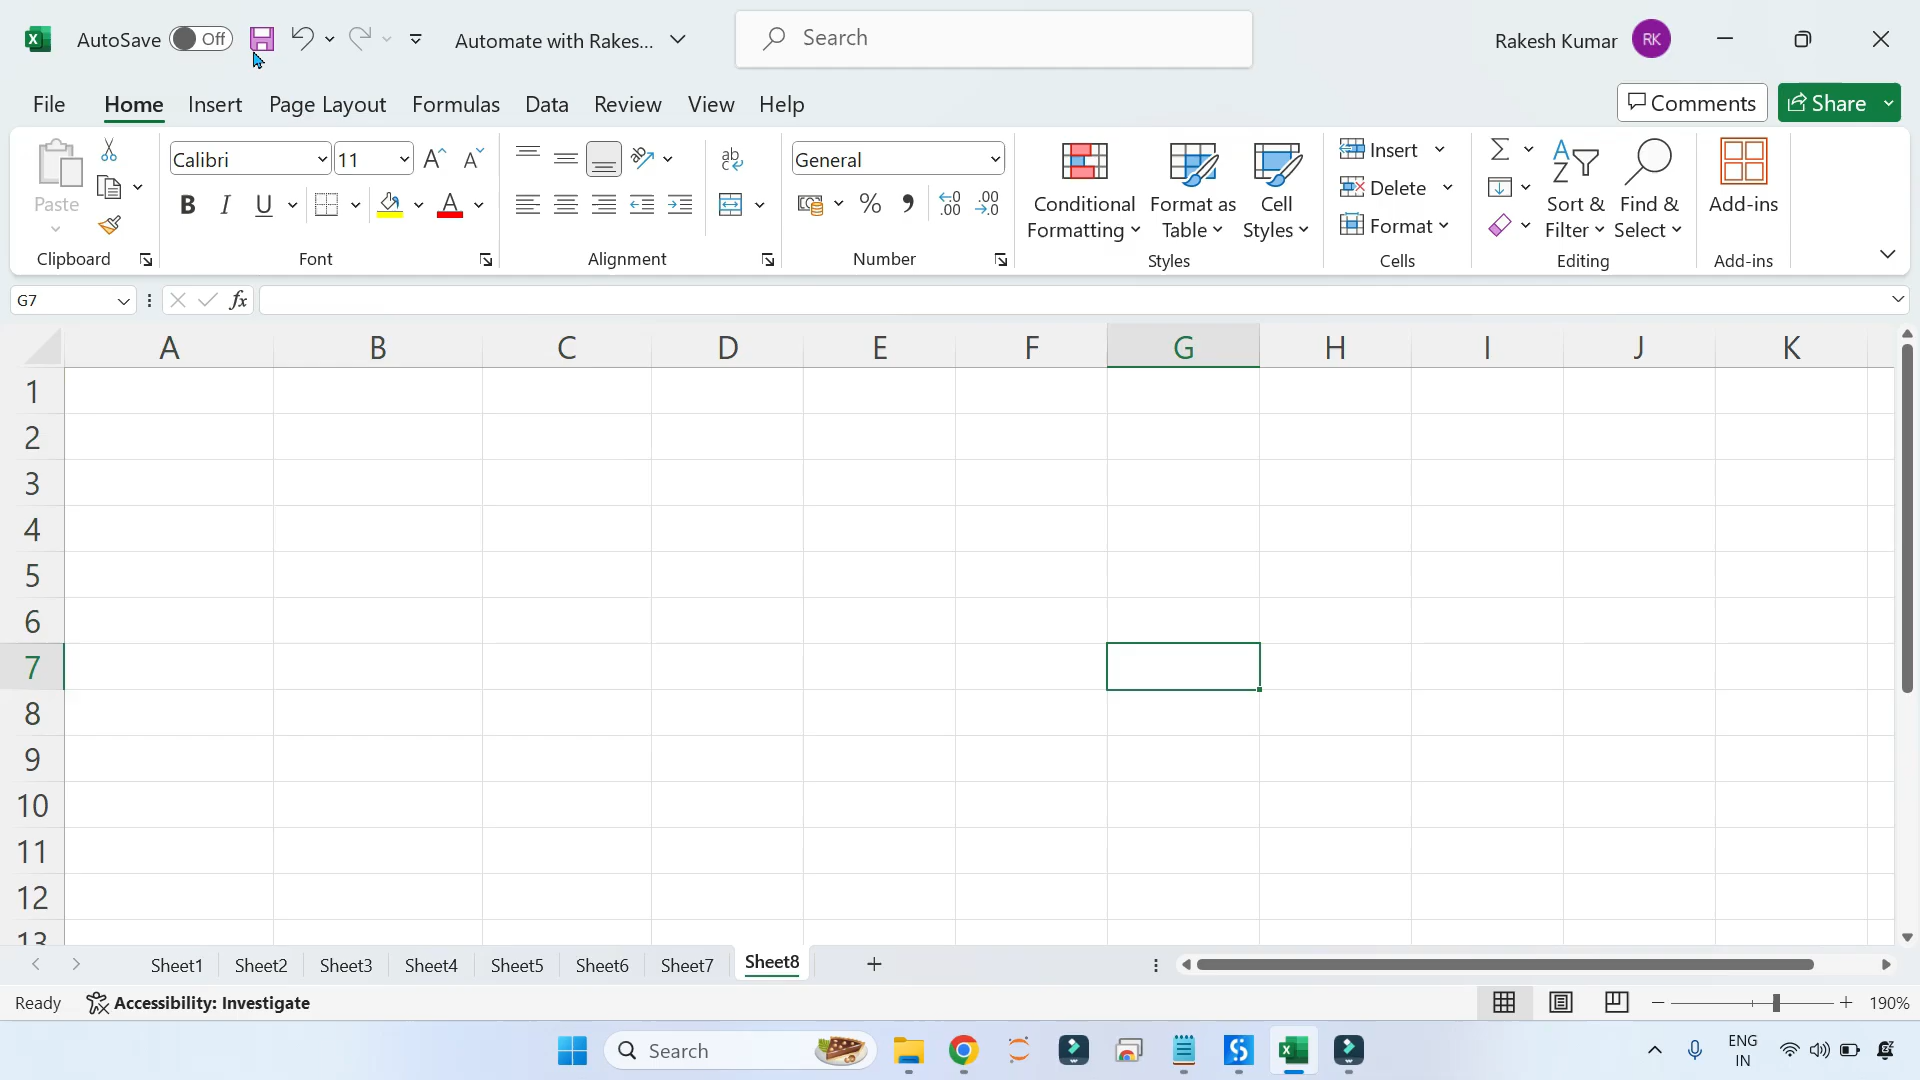 AutoSave Off Automate with Rakes... Search Rakesh Kumar RK
File Home Insert Page Layout Formulas Data Review View Help Comments Share
Paste
Calibri 11
B I U A
ab
General
% .00 .00
Conditional Formatting
Format as Table
Cell Styles
Insert
Delete
Format
Sort & Filter
Find & Select
Add-ins
Clipboard Font Alignment Number Styles Cells Editing Add-ins
G7 fx
A B C D E F G H I J K
1
2
3
4
5
6
7
8
9
10
11
12
13
Sheet1 Sheet2 Sheet3 Sheet4 Sheet5 Sheet6 Sheet7 Sheet8
Ready Accessibility: Investigate 190%
Search ENG
IN